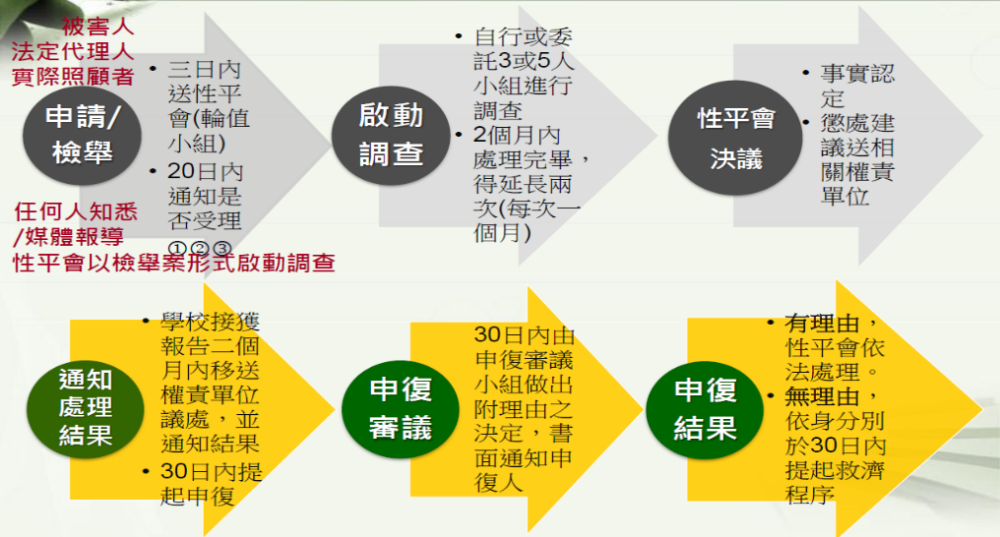 被害人
法定代理人
實際照顧者
申請/
檢舉
• 三日內
送性平
會(輪值
小組)
• 20日內
通知是
否受理
①②③
任何人知悉
/媒體報導
性平會以檢舉案形式啟動調查
啟動
調查
• 自行或委
託3或5人
小組進行
調查
• 2個月內
處理完畢，
得延長兩
次(每次一
個月)
性平會
決議
• 事實認
定
• 懲處建
議送相
關權責
單位
通知
處理
結果
• 學校接獲
報告二個
月內移送
權責單位
議處，並
通知結果
• 30日內提
起申復
申復
審議
30日內由
申復審議
小組做出
附理由之
決定，書
面通知申
復人
申復
結果
• 有理由，
性平會依
法處理。
• 無理由，
依身分別
於30日內
提起救濟
程序